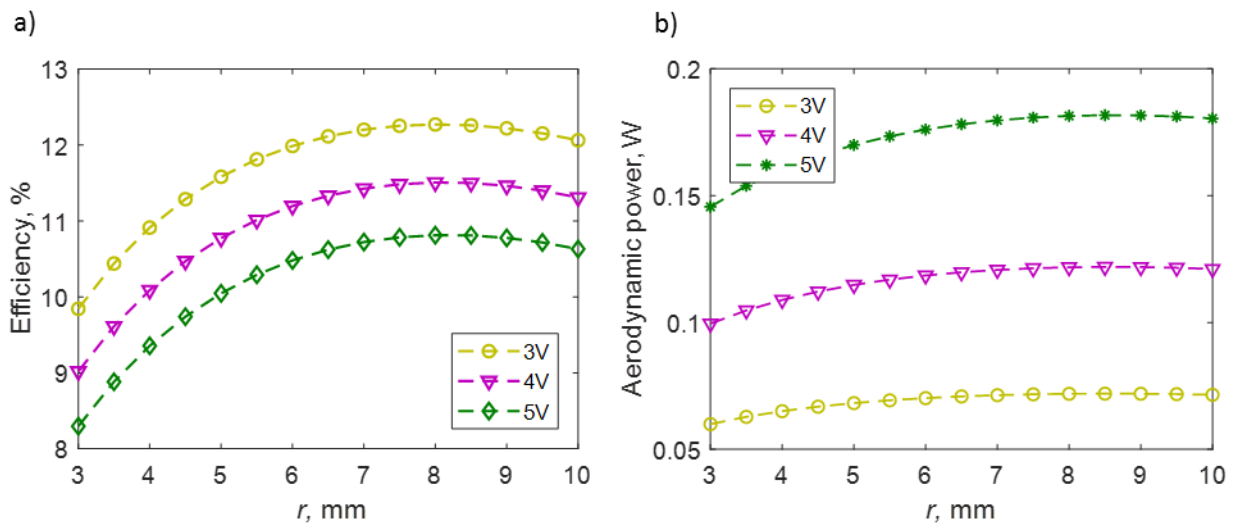 a)
13
12
11
10
9
8
Efficiency, %
3V
4V
5V
3 4 5 6 7 8 9 10
r, mm
b)
0.2
0.15
0.1
0.05
Aerodynamic power, W
3V
4V
5V
3 4 5 6 7 8 9 10
r, mm